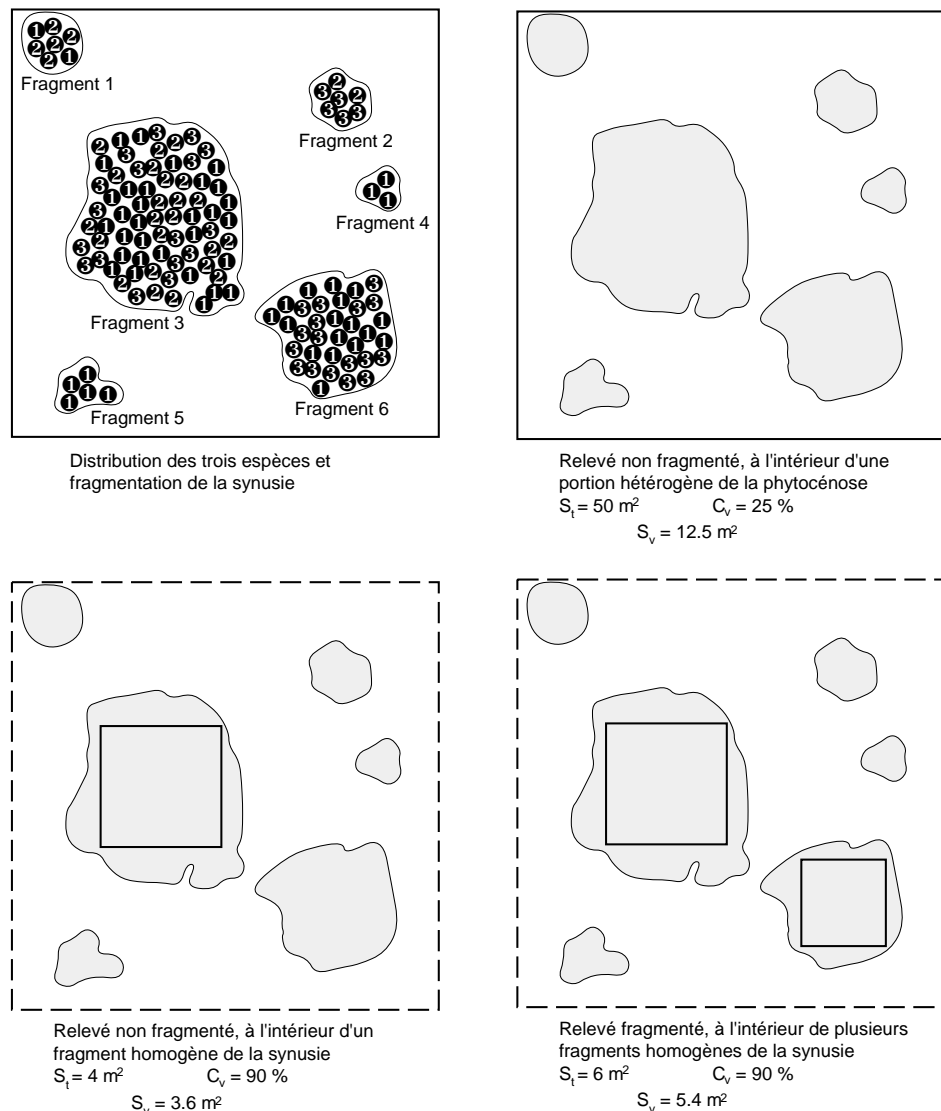 Fragment 1
Fragment 2
Fragment 4
Fragment 3
Fragment 6
Fragment 5
Distribution des trois espèces et
fragmentation de la synusie
Relevé non fragmenté, à l'intérieur d'une
portion hétérogène de la phytocénose
St = 50 m² Cv = 25 %
Sv = 12.5 m²
Relevé non fragmenté, à l'intérieur d'un
fragment homogène de la synusie
St = 4 m² Cv = 90 %
Sv = 3.6 m²
Relevé fragmenté, à l'intérieur de plusieurs
fragments homogènes de la synusie
St = 6 m² Cv = 90 %
Sv = 5.4 m²